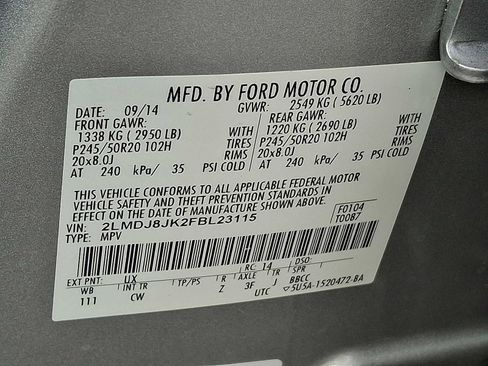 MFD. BY FORD MOTOR CO.
DATE: 09/14 GVWR: 2549 KG (5620 LB)
FRONT GAWR: REAR GAWR:
1338 KG (2950 LB) WITH 1220 KG (2690 LB) WITH
P245/50R20 102H TIRES P245/50R20 102H TIRES
20x8.0J RIMS 20x8.0J RIMS
AT 240 kPa/ 35 PSI COLD AT 240 kPa/ 35 PSI COLD
THIS VEHICLE CONFORMS TO ALL APPLICABLE FEDERAL MOTOR
VEHICLE SAFETY AND THEFT PREVENTION STANDARDS IN
EFFECT ON THE DATE OF MANUFACTURE SHOWN ABOVE.
VIN: 2LMDJ8JK2FBL23115 F0104
TYPE: MPV T0087
EXT PNT: UX RC: 14 DSO:
WB INT TR TP/PS R AXLE TR SPR
111 CW Z 3F J BBCC
UTC ▽5U5A-1520472-BA